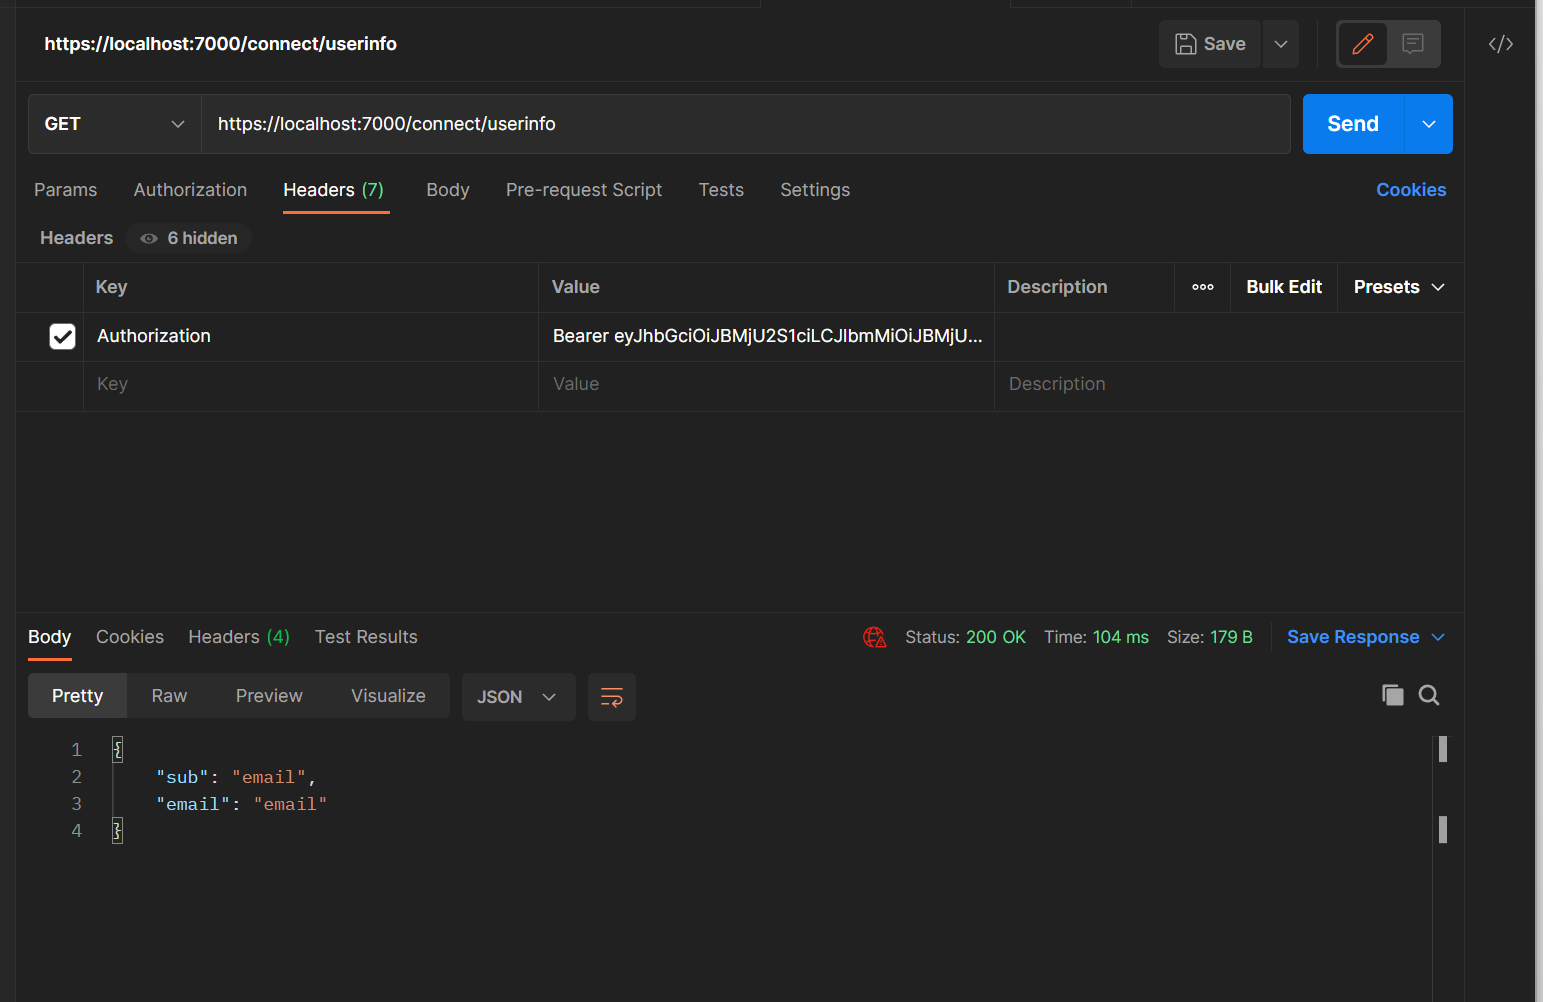 https://localhost:7000/connect/userinfo
Save
</>
GET
https://localhost:7000/connect/userinfo
Send
Params Authorization Headers (7) Body Pre-request Script Tests Settings Cookies
Headers 6 hidden
Key Value Description ooo Bulk Edit Presets
Authorization Bearer eyJhbGciOiJBMjU2S1ciLCJlbmMiOiJBMjU...
Key Value Description
Body Cookies Headers (4) Test Results Status: 200 OK Time: 104 ms Size: 179 B Save Response
Pretty Raw Preview Visualize JSON
1 {
2 "sub": "email",
3 "email": "email"
4 }